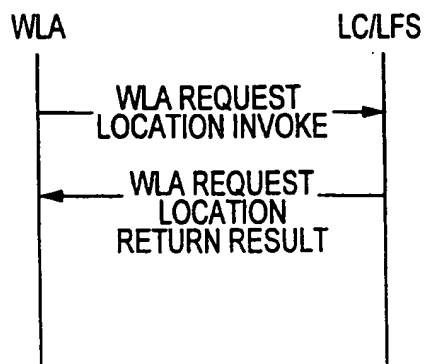 WLA
LC/LFS
WLA REQUEST
LOCATION INVOKE
WLA REQUEST
LOCATION
RETURN RESULT